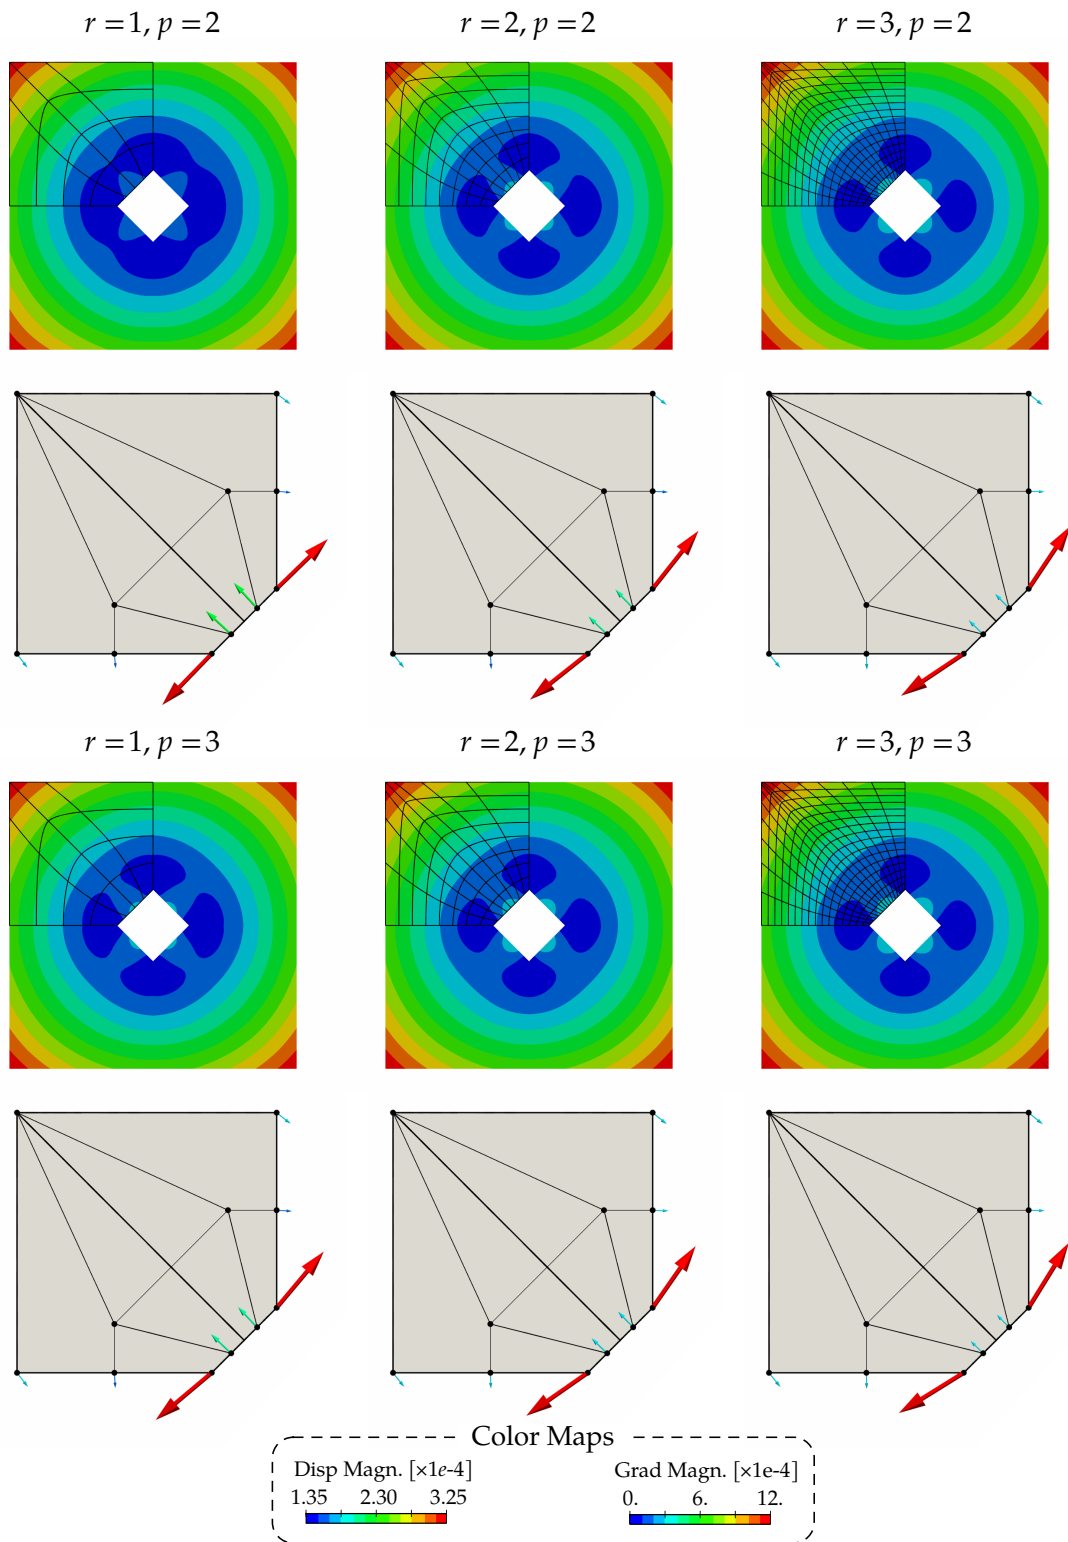 r = 1, p = 2
r = 2, p = 2
r = 3, p = 2
r = 1, p = 3
r = 2, p = 3
r = 3, p = 3
Color Maps
Disp Magn. [×1e-4]
1.35 2.30 3.25
Grad Magn. [×1e-4]
0. 6. 12.